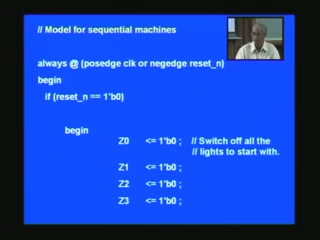 // Model for sequential machines
always @ (posedge clk or negedge reset_n)
begin
if (reset_n == 1'b0)
begin
Z0 <= 1'b0 ; // Switch off all the
// lights to start with.
Z1 <= 1'b0 ;
Z2 <= 1'b0 ;
Z3 <= 1'b0 ;